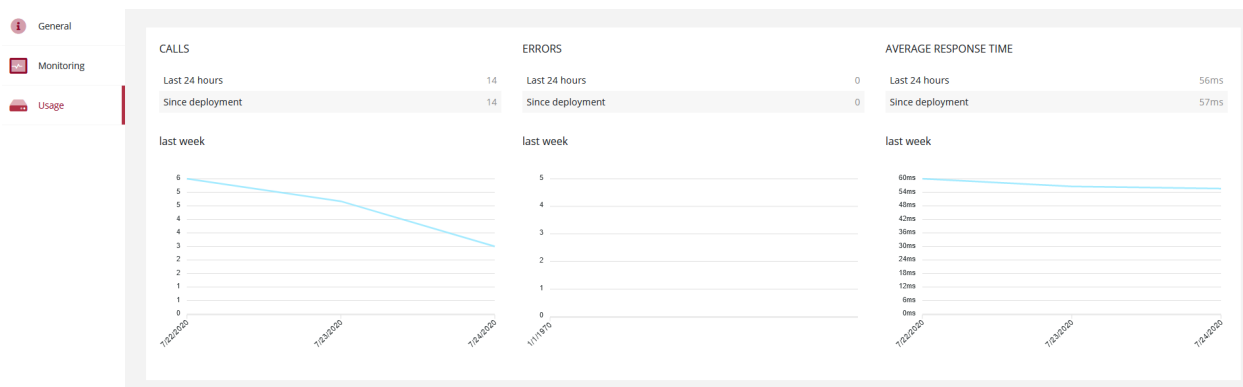 General
Monitoring
Usage
CALLS
Last 24 hours 14
Since deployment 14
last week
6
5
5
4
4
3
2
2
1
1
0
7/22/2020 7/23/2020 7/24/2020
ERRORS
Last 24 hours 0
Since deployment 0
last week
5
4
3
2
1
0
1/1/1970
AVERAGE RESPONSE TIME
Last 24 hours 56ms
Since deployment 57ms
last week
60ms
54ms
48ms
42ms
36ms
30ms
24ms
18ms
12ms
6ms
0ms
7/22/2020 7/23/2020 7/24/2020